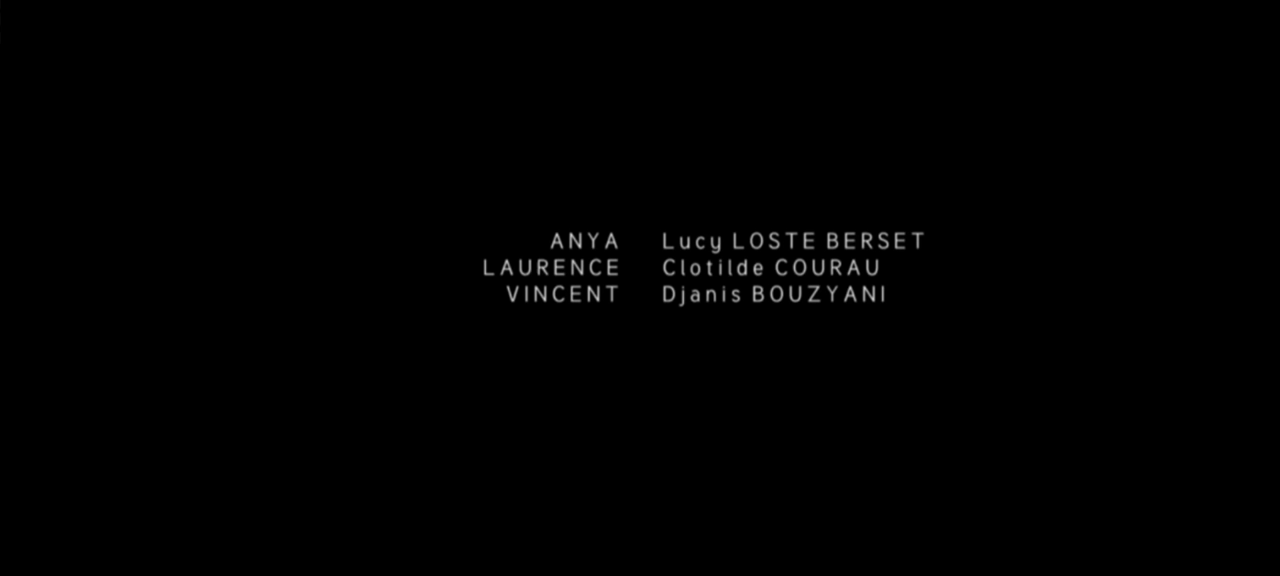 ANYA Lucy LOSTE BERSET
LAURENCE Clotilde COURAU
VINCENT Djanis BOUZYANI